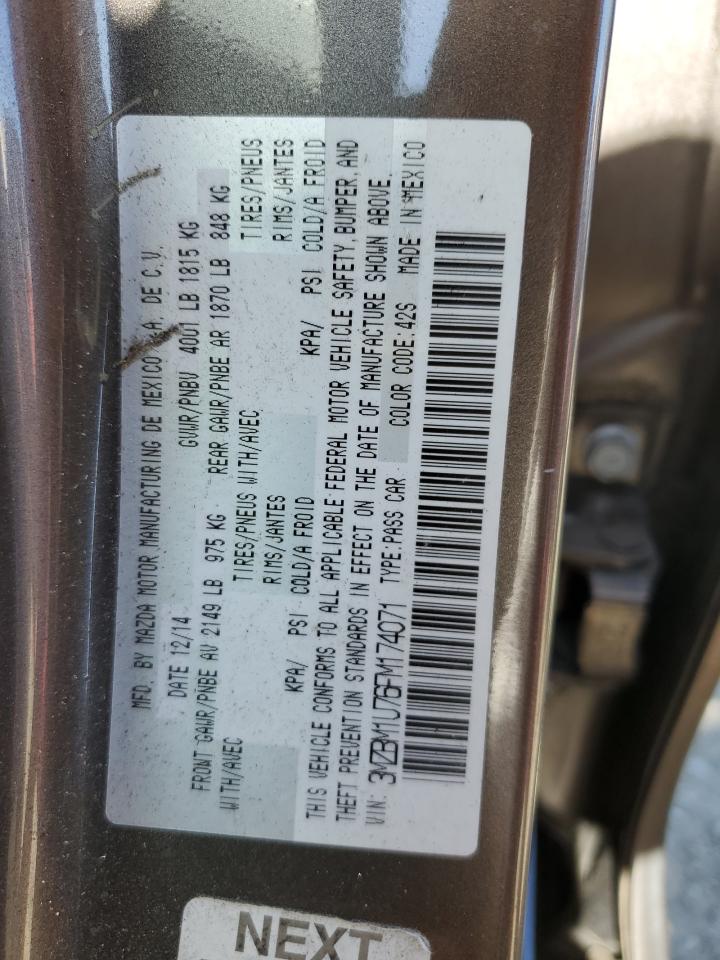 MFD. BY MAZDA MOTOR MANUFACTURING DE MEXICO S.A. DE C.V.
DATE 12/14 GVWR/PNBV 4001 LB 1815 KG
FRONT GAWR/PNBE AV 2149 LB 975 KG REAR GAWR/PNBE AR 1870 LB 848 KG
WITH/AVEC TIRES/PNEUS WITH/AVEC TIRES/PNEUS
RIMS/JANTES RIMS/JANTES
KPA/ PSI COLD/A FROID KPA/ PSI COLD/A FROID
THIS VEHICLE CONFORMS TO ALL APPLICABLE FEDERAL MOTOR VEHICLE SAFETY, BUMPER, AND
THEFT PREVENTION STANDARDS IN EFFECT ON THE DATE OF MANUFACTURE SHOWN ABOVE.
VIN: 3MZBM1U76FM174071 TYPE:PASS CAR COLOR CODE:42S MADE IN MEXICO
NEXT